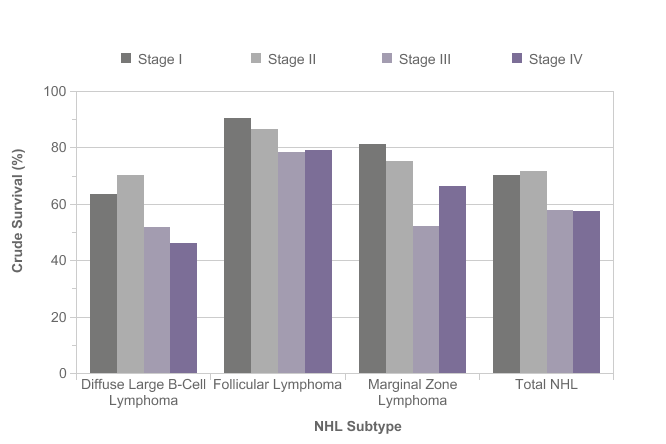 Stage I Stage II Stage III Stage IV
100
80
60
40
20
0
Crude Survival (%)
Diffuse Large B-Cell Lymphoma
Follicular Lymphoma
Marginal Zone Lymphoma
Total NHL
NHL Subtype